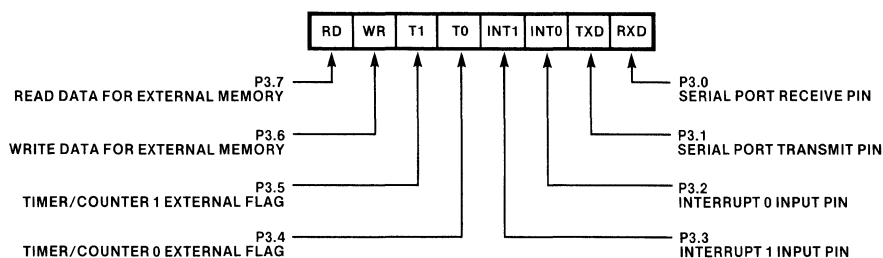 RD WR T1 T0 INT1 INT0 TXD RXD
P3.7
READ DATA FOR EXTERNAL MEMORY
P3.6
WRITE DATA FOR EXTERNAL MEMORY
P3.5
TIMER/COUNTER 1 EXTERNAL FLAG
P3.4
TIMER/COUNTER 0 EXTERNAL FLAG
P3.0
SERIAL PORT RECEIVE PIN
P3.1
SERIAL PORT TRANSMIT PIN
P3.2
INTERRUPT 0 INPUT PIN
P3.3
INTERRUPT 1 INPUT PIN